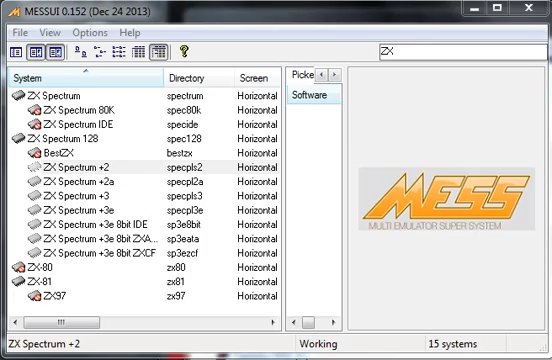 MESSUI 0.152 (Dec 24 2013)
File View Options Help
ZX
System Directory Screen
ZX Spectrum spectrum Horizontal
ZX Spectrum 80K spec80k Horizontal
ZX Spectrum IDE specide Horizontal
ZX Spectrum 128 spec128 Horizontal
BestZX bestzx Horizontal
ZX Spectrum +2 specpls2 Horizontal
ZX Spectrum +2a specpl2a Horizontal
ZX Spectrum +3 specpls3 Horizontal
ZX Spectrum +3e specpl3e Horizontal
ZX Spectrum +3e 8bit IDE sp3e8bit Horizontal
ZX Spectrum +3e 8bit ZXA... sp3eata Horizontal
ZX Spectrum +3e 8bit ZXCF sp3ezcf Horizontal
ZX-80 zx80 Horizontal
ZX-81 zx81 Horizontal
ZX97 zx97 Horizontal
Picke
Software
MESS
MULTI EMULATOR SUPER SYSTEM
ZX Spectrum +2 Working 15 systems